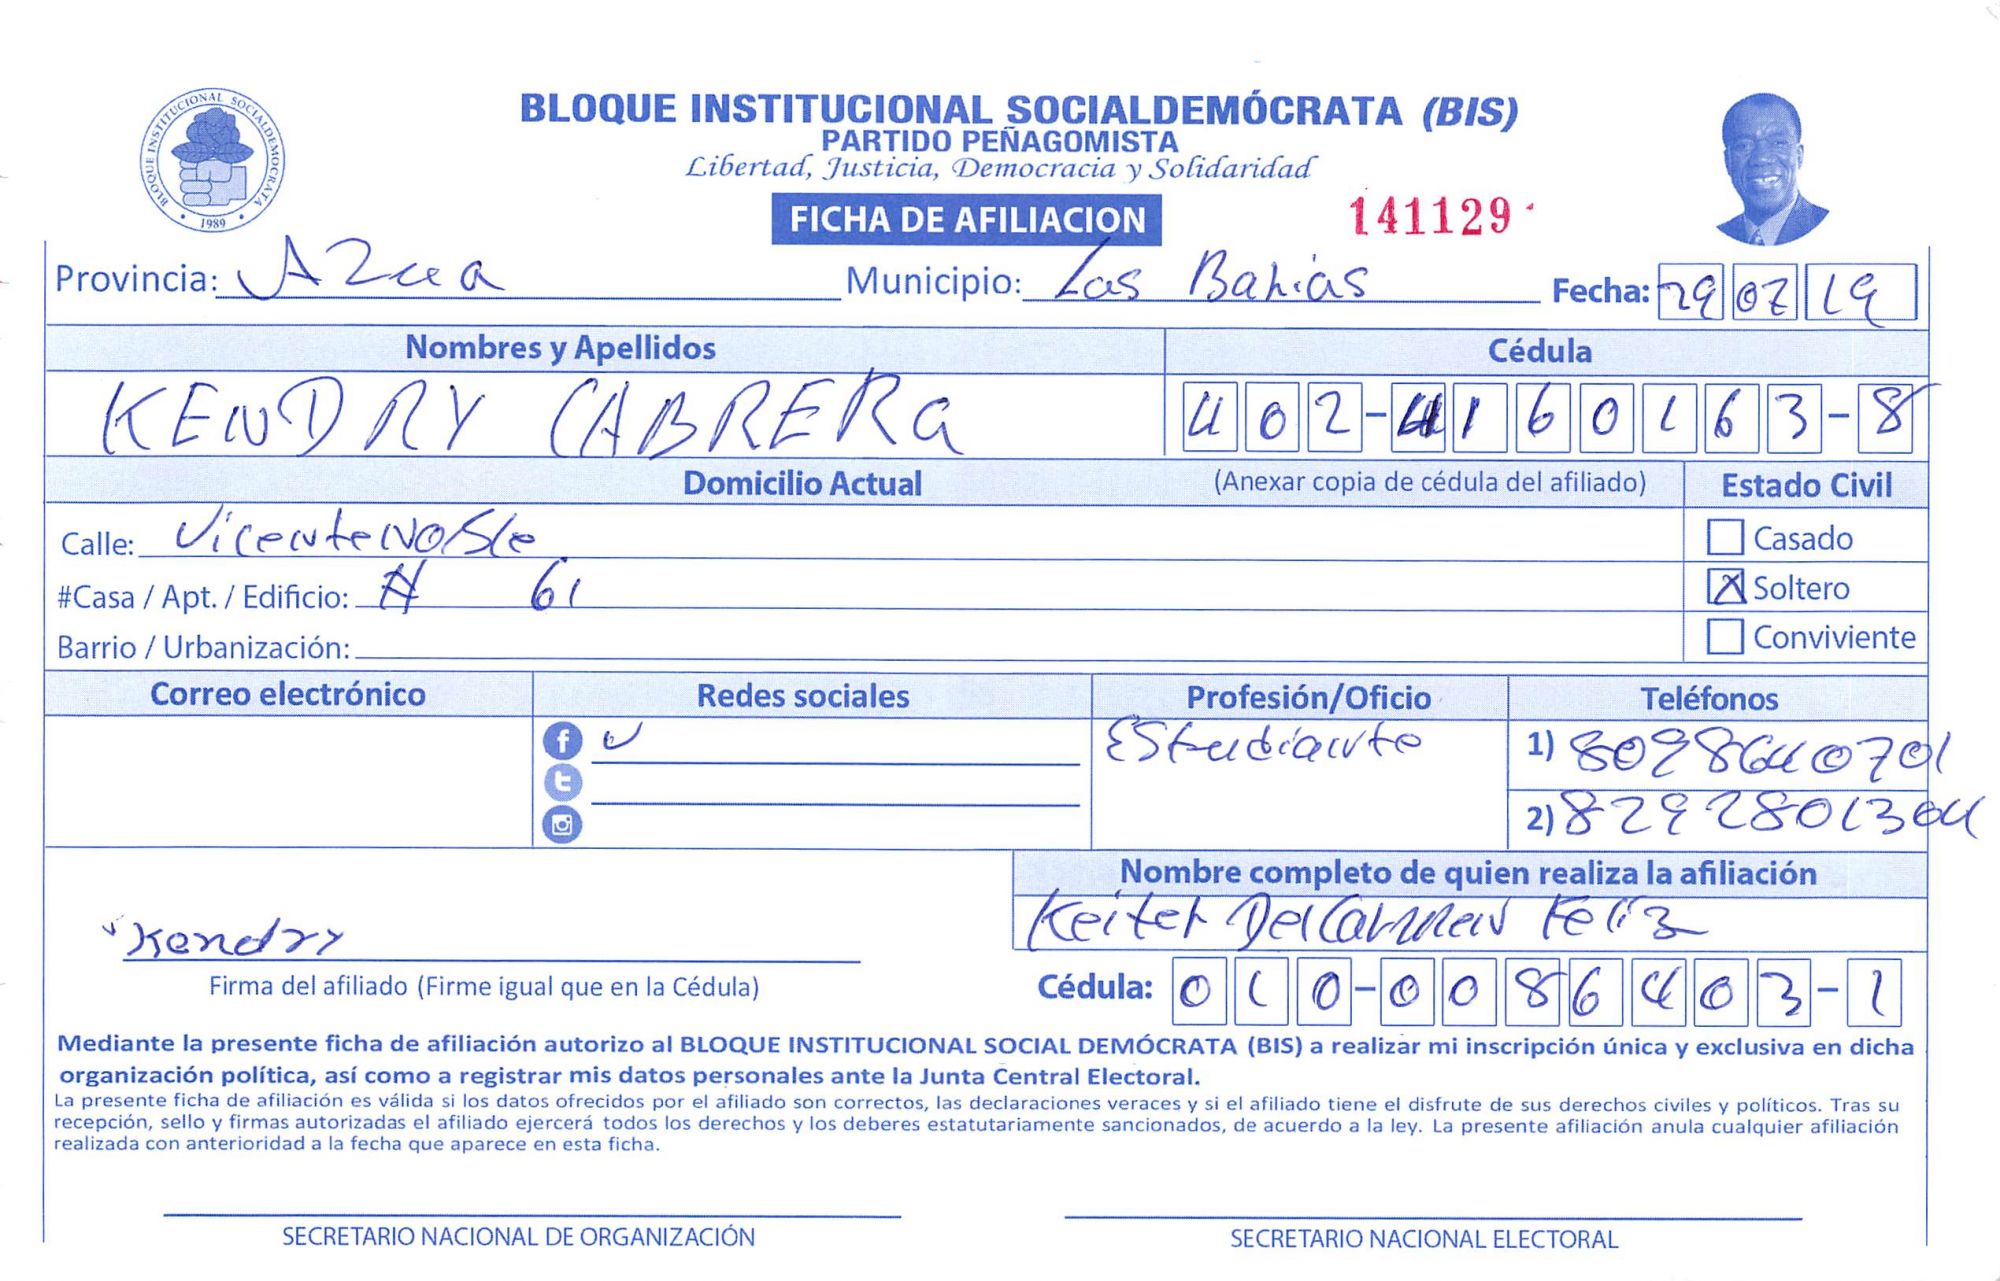 BLOQUE INSTITUCIONAL SOCIALDEMOCRATA
1989
BLOQUE INSTITUCIONAL SOCIALDEMÓCRATA (BIS)
PARTIDO PEÑAGOMISTA
Libertad, Justicia, Democracia y Solidaridad
FICHA DE AFILIACION 141129
Provincia: Azua Municipio: Las Bahias Fecha: 29 07 19
Nombres y Apellidos Cédula
KENDRY CABRERa 402-4160163-8
Domicilio Actual (Anexar copia de cédula del afiliado) Estado Civil
Calle: Vicente Noble Casado
#Casa / Apt. / Edificio: # 61 X Soltero
Barrio / Urbanización: Conviviente
Correo electrónico Redes sociales Profesión/Oficio Teléfonos
Estudiante 1) 8098640701
2) 8292801304
Nombre completo de quien realiza la afiliación
Keiter Del Carmen Feliz
Kendry
Firma del afiliado (Firme igual que en la Cédula) Cédula: 010-0086403-1
Mediante la presente ficha de afiliación autorizo al BLOQUE INSTITUCIONAL SOCIAL DEMÓCRATA (BIS) a realizar mi inscripción única y exclusiva en dicha
organización política, así como a registrar mis datos personales ante la Junta Central Electoral.
La presente ficha de afiliación es válida si los datos ofrecidos por el afiliado son correctos, las declaraciones veraces y si el afiliado tiene el disfrute de sus derechos civiles y políticos. Tras su
recepción, sello y firmas autorizadas el afiliado ejercerá todos los derechos y los deberes estatutariamente sancionados, de acuerdo a la ley. La presente afiliación anula cualquier afiliación
realizada con anterioridad a la fecha que aparece en esta ficha.
SECRETARIO NACIONAL DE ORGANIZACIÓN SECRETARIO NACIONAL ELECTORAL